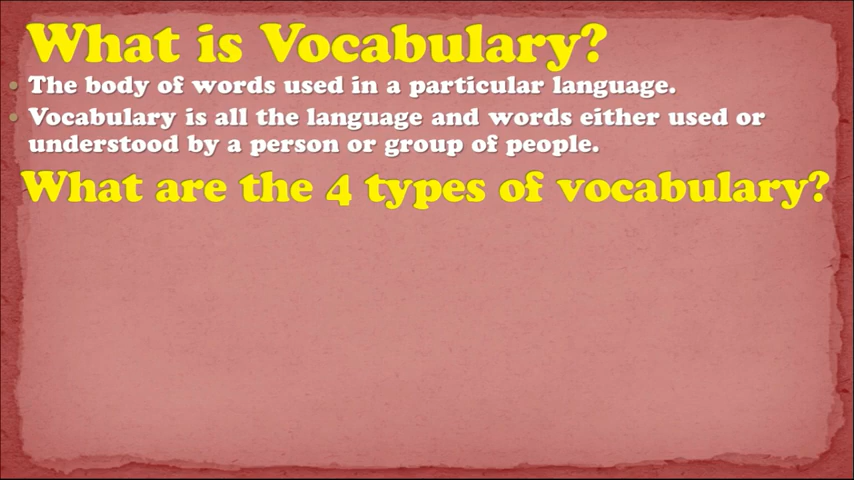 What is Vocabulary?
The body of words used in a particular language.
Vocabulary is all the language and words either used or
understood by a person or group of people.
What are the 4 types of vocabulary?